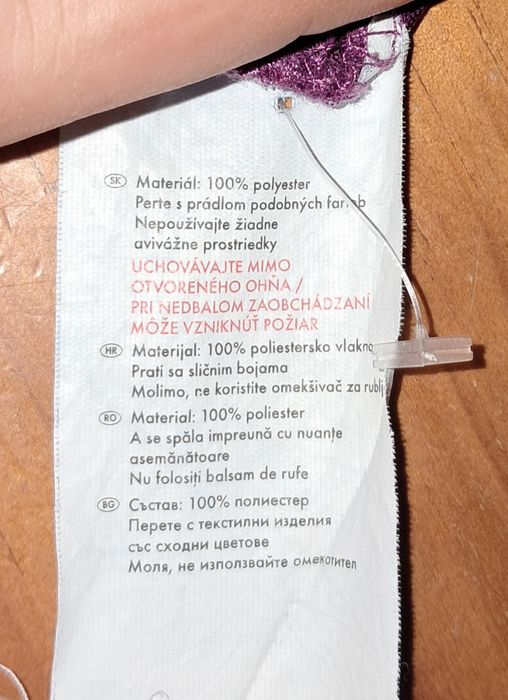 SK Materiál: 100% polyester
Perte s prádlom podobných farieb
Nepoužívajte žiadne
avivážne prostriedky
UCHOVÁVAJTE MIMO
OTVORENÉHO OHŇA /
PRI NEDBALOM ZAOBCHÁDZANÍ
MÔŽE VZNIKNÚŤ POŽIAR
HR Materijal: 100% poliestersko vlakno
Prati sa sličnim bojama
Molimo, ne koristite omekšivač za rublj
RO Material: 100% poliester
A se spăla impreună cu nuanțe
asemănătoare
Nu folosiți balsam de rufe
BG Състав: 100% полиестер
Перете с текстилни изделия
със сходни цветове
Моля, не използвайте омекотител